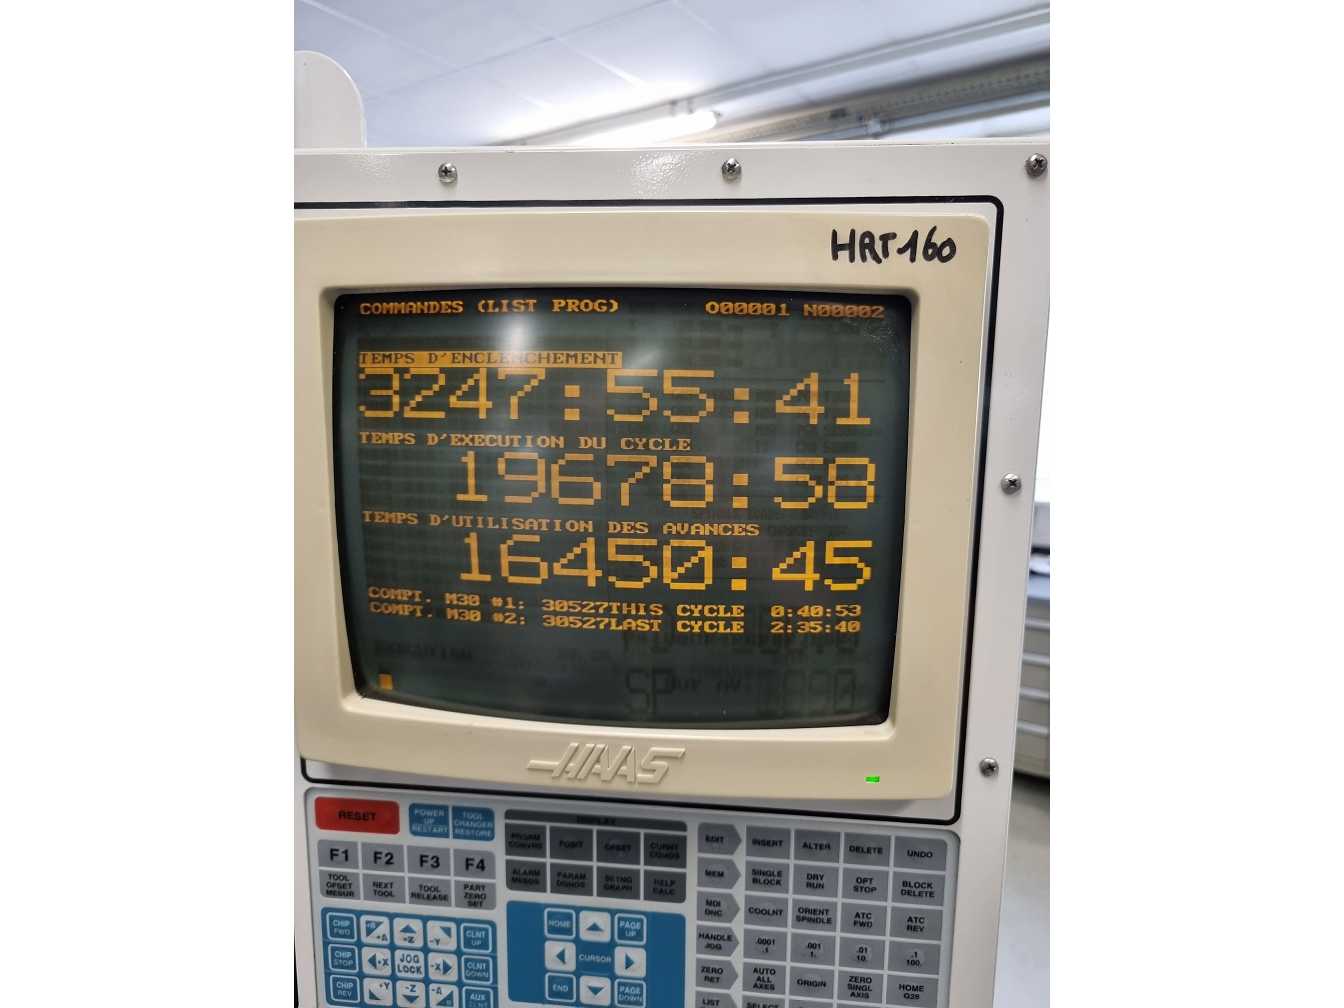 HRT160
COMMANDES (LIST PROG) O00001 N00002
TEMPS D'ENCLENCHEMENT
3247:55:41
TEMPS D'EXECUTION DU CYCLE
19678:58
TEMPS D'UTILISATION DES AVANCES
16450:45
COMPT. M30 #1: 30527THIS CYCLE 0:40:53
COMPT. M30 #2: 30527LAST CYCLE 2:35:40
HAAS
RESET
POWER UP RESTART
TOOL CHANGER RESTORE
DISPLAY
F1 F2 F3 F4
TOOL OFSET MESUR
NEXT TOOL
TOOL RELEASE
PART ZERO SET
PRGRM CONVRS
POSIT
OFSET
CURNT COMDS
ALARM MESGS
PARAM DGNOS
SETNG GRAPH
HELP CALC
EDIT INSERT ALTER DELETE UNDO
MEM
SINGLE BLOCK
DRY RUN
OPT STOP
BLOCK DELETE
MDI DNC
COOLNT
ORIENT SPINDLE
ATC FWD
ATC REV
HANDLE JOG
.0001 .1
.001 1.
.01 10.
.1 100.
ZERO RET
AUTO ALL AXES
ORIGIN
ZERO SINGL AXIS
HOME G28
LIST
SELECT
CHIP FWD
+A
+Z
-Y
CLNT UP
CHIP STOP
+X
JOG LOCK
-X
CLNT DOWN
CHIP REV
+Y
-Z
-A
AUX CLNT
HOME
PAGE UP
CURSOR
END
PAGE DOWN